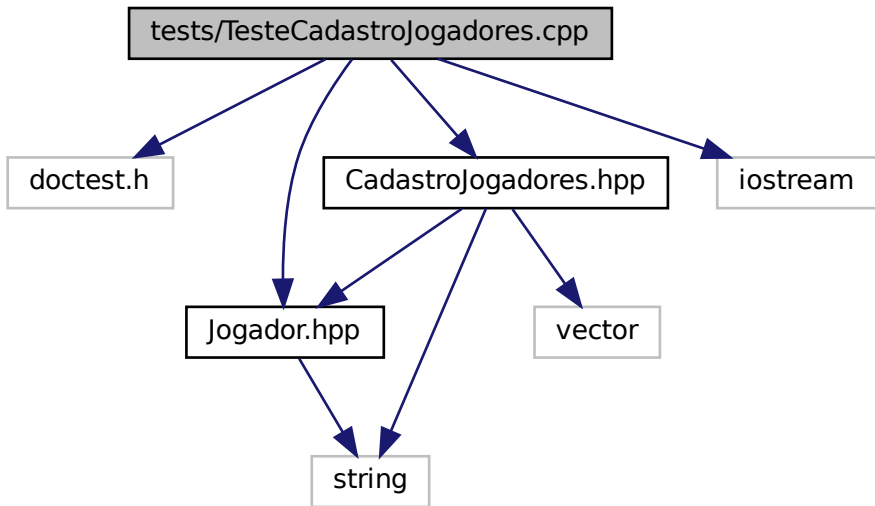 tests/TesteCadastroJogadores.cpp
doctest.h
CadastroJogadores.hpp
iostream
Jogador.hpp
vector
string